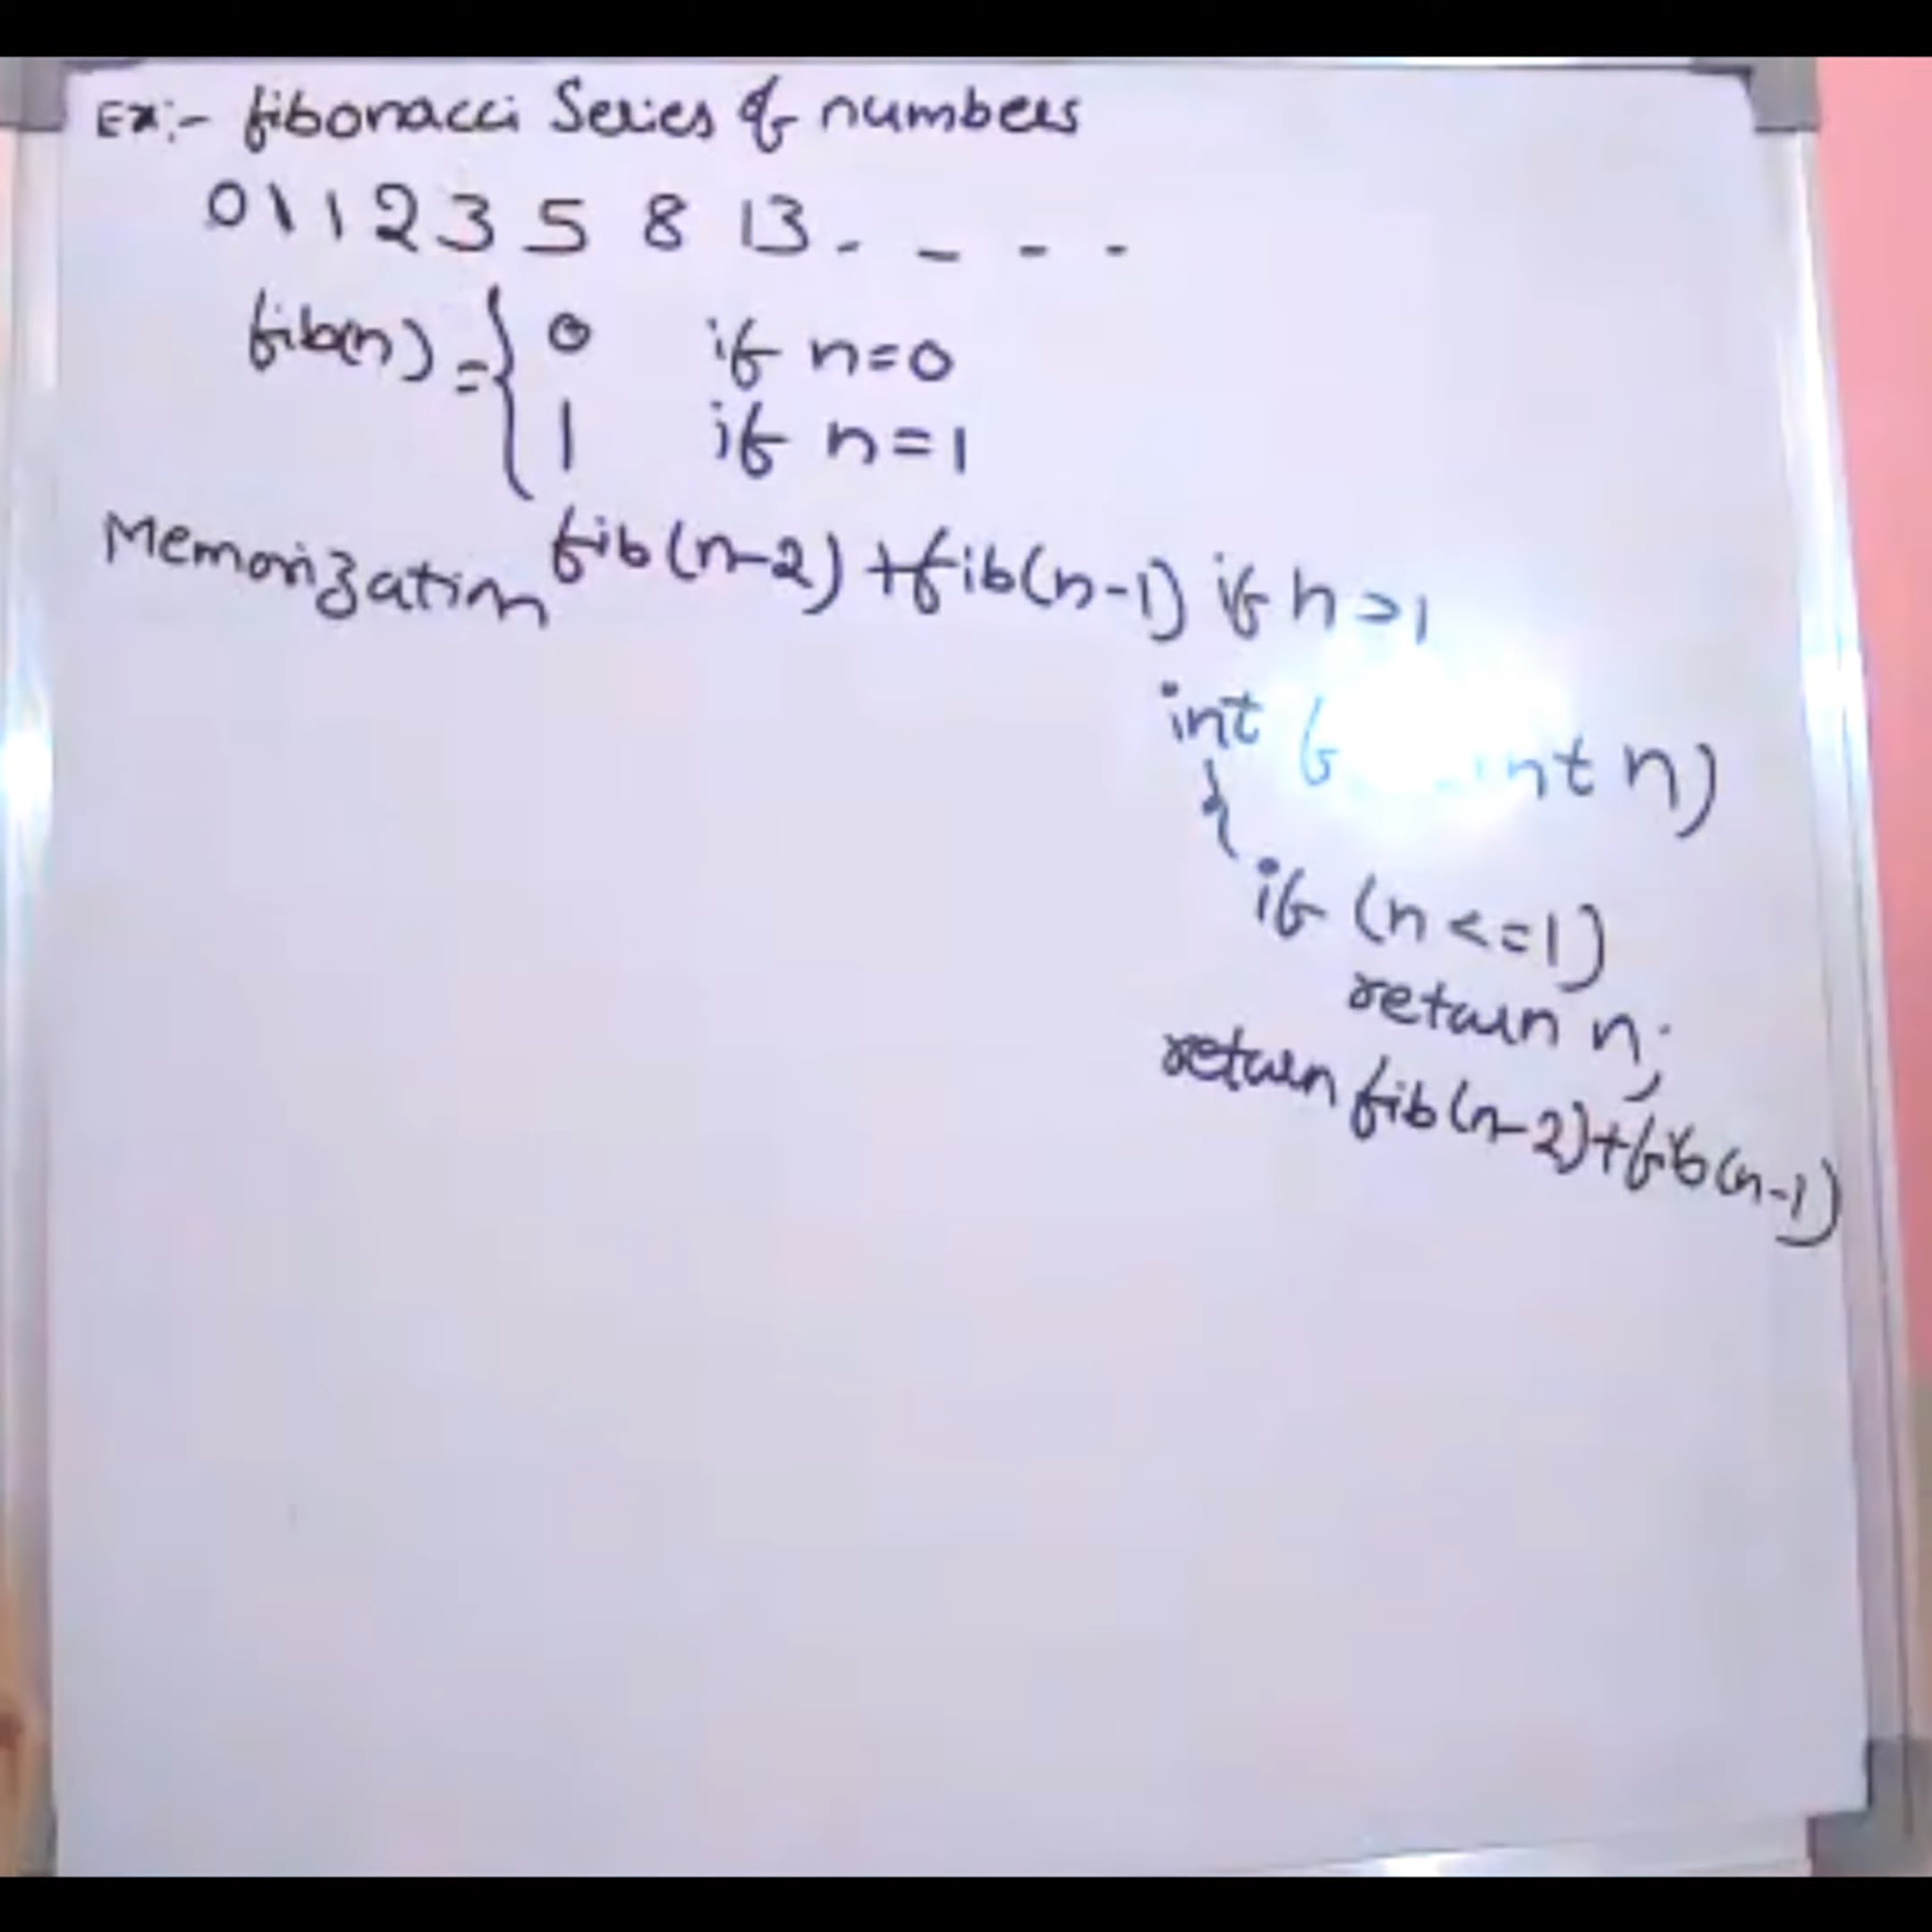 Ex:- fibonacci Series of numbers
0 1 1 2 3 5 8 13 - - - -
fib(n) = { 0 if n=0
1 if n=1
Memorization fib(n-2) + fib(n-1) if n>1
int int n)
{
if (n<=1)
return n;
return fib(n-2)+fib(n-1)